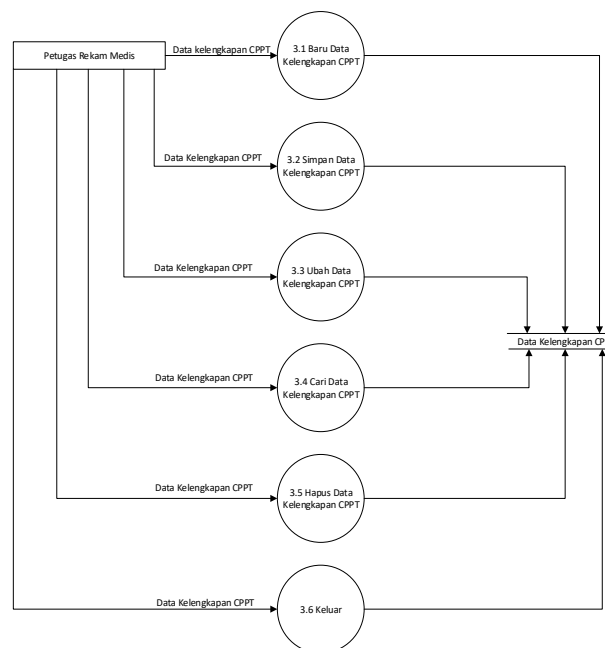 Petugas Rekam Medis
Data kelengkapan CPPT
3.1 Baru Data
Kelengkapan CPPT
Data Kelengkapan CPPT
3.2 Simpan Data
Kelengkapan CPPT
Data Kelengkapan CPPT
3.3 Ubah Data
Kelengkapan CPPT
Data Kelengkapan CP
Data Kelengkapan CPPT
3.4 Cari Data
Kelengkapan CPPT
Data Kelengkapan CPPT
3.5 Hapus Data
Kelengkapan CPPT
Data Kelengkapan CPPT
3.6 Keluar